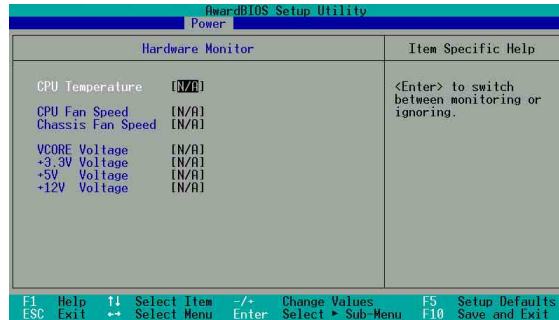 AwardBIOS Setup Utility
Power
Hardware Monitor
Item Specific Help
CPU Temperature [N/A]
<Enter> to switch
between monitoring or
ignoring.
CPU Fan Speed [N/A]
Chassis Fan Speed [N/A]
VCORE Voltage [N/A]
+3.3V Voltage [N/A]
+5V Voltage [N/A]
+12V Voltage [N/A]
F1 Help ↑↓ Select Item -/+ Change Values F5 Setup Defaults
ESC Exit ↔ Select Menu Enter Select ► Sub-Menu F10 Save and Exit